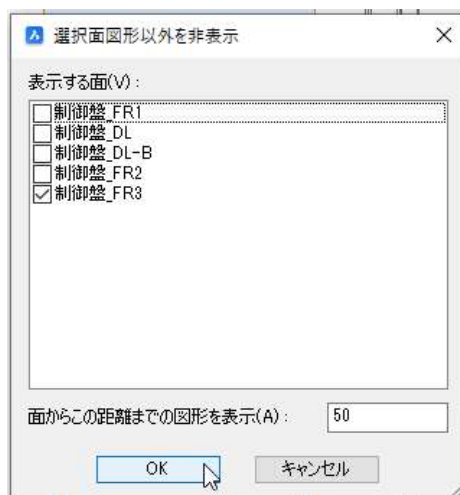 選択面図形以外を非表示
表示する面(V) :
制御盤_FR1
制御盤_DL
制御盤_DL-B
制御盤_FR2
制御盤_FR3
面からこの距離までの図形を表示(A) : 50
OK キャンセル